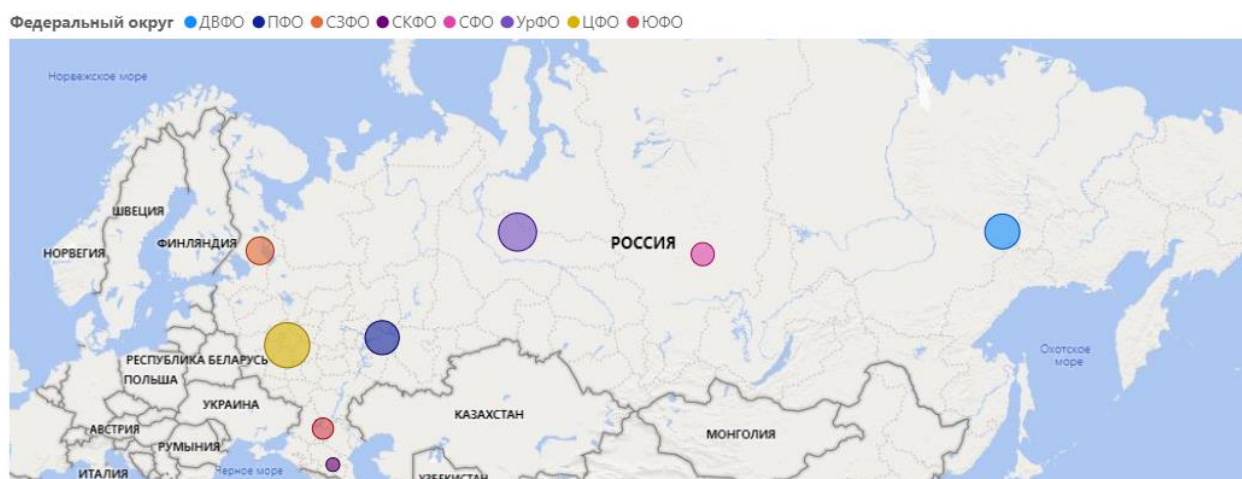 Федеральный округ ДВФО ПФО СЗФО СКФО СФО УрФО ЦФО ЮФО
Норвежское море
ШВЕЦИЯ
ФИНЛЯНДИЯ
РОССИЯ
НОРВЕГИЯ
Охотское
море
РЕСПУБЛИКА БЕЛАРУСЬ
ПОЛЬША
УКРАИНА
КАЗАХСТАН
АВСТРИЯ
МОНГОЛИЯ
РУМЫНИЯ
Черное море
ИТАЛИЯ
УЗБЕКИСТАН